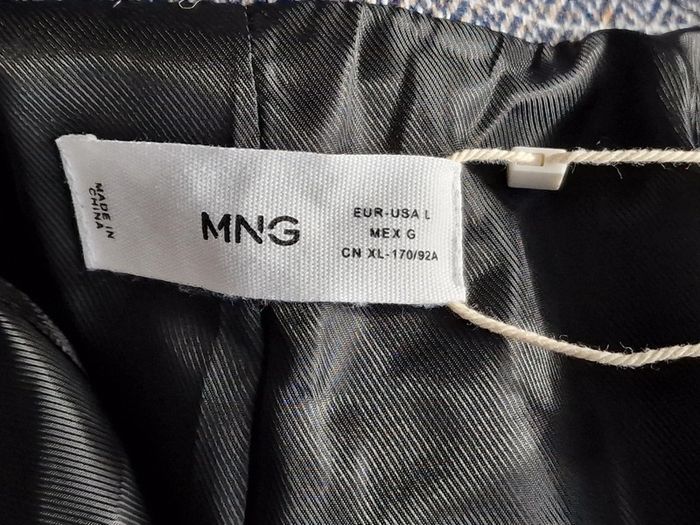 MADE IN
CHINA
MNG
EUR-USA L
MEX G
CN XL-170/92A